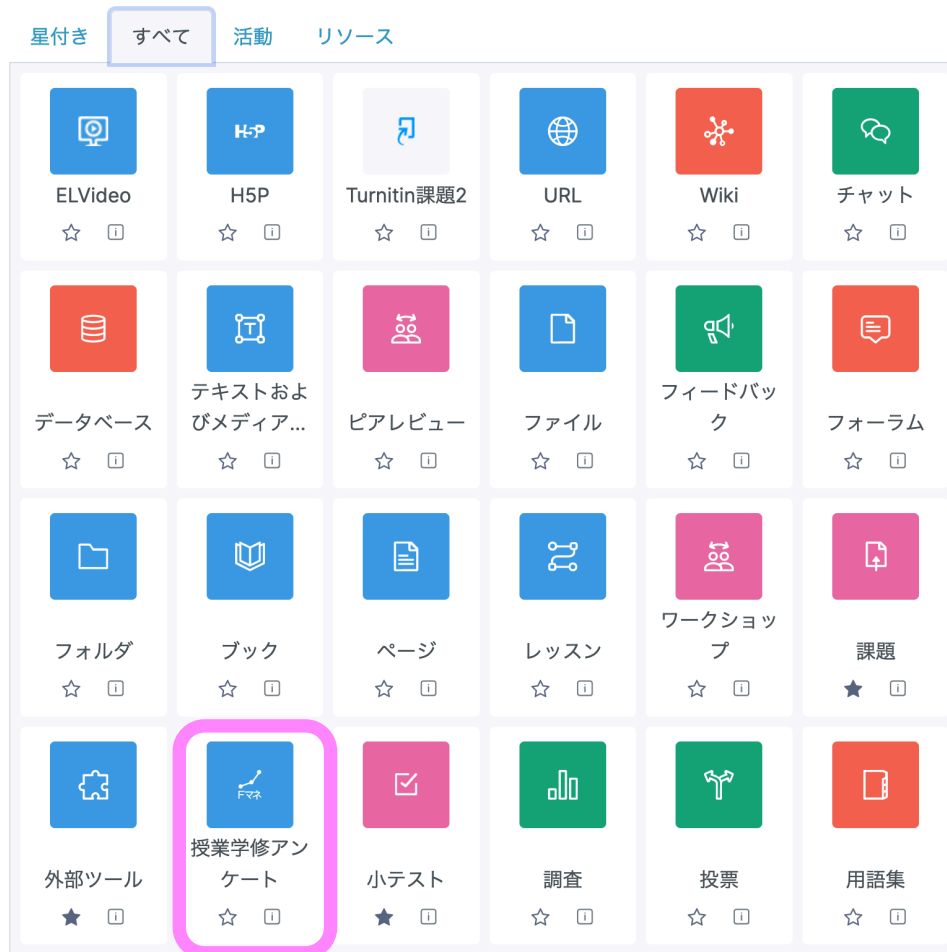 星付き
すべて
活動
リソース
H5P
ELVideo
H5P
Turnitin課題2
URL
Wiki
チャット
T
データベース
テキストおよ
びメディア...
ピアレビュー
ファイル
フィードバッ
ク
フォーラム
フォルダ
ブック
ページ
レッスン
ワークショッ
プ
課題
Fマネ
外部ツール
授業学修アン
ケート
小テスト
調査
投票
用語集